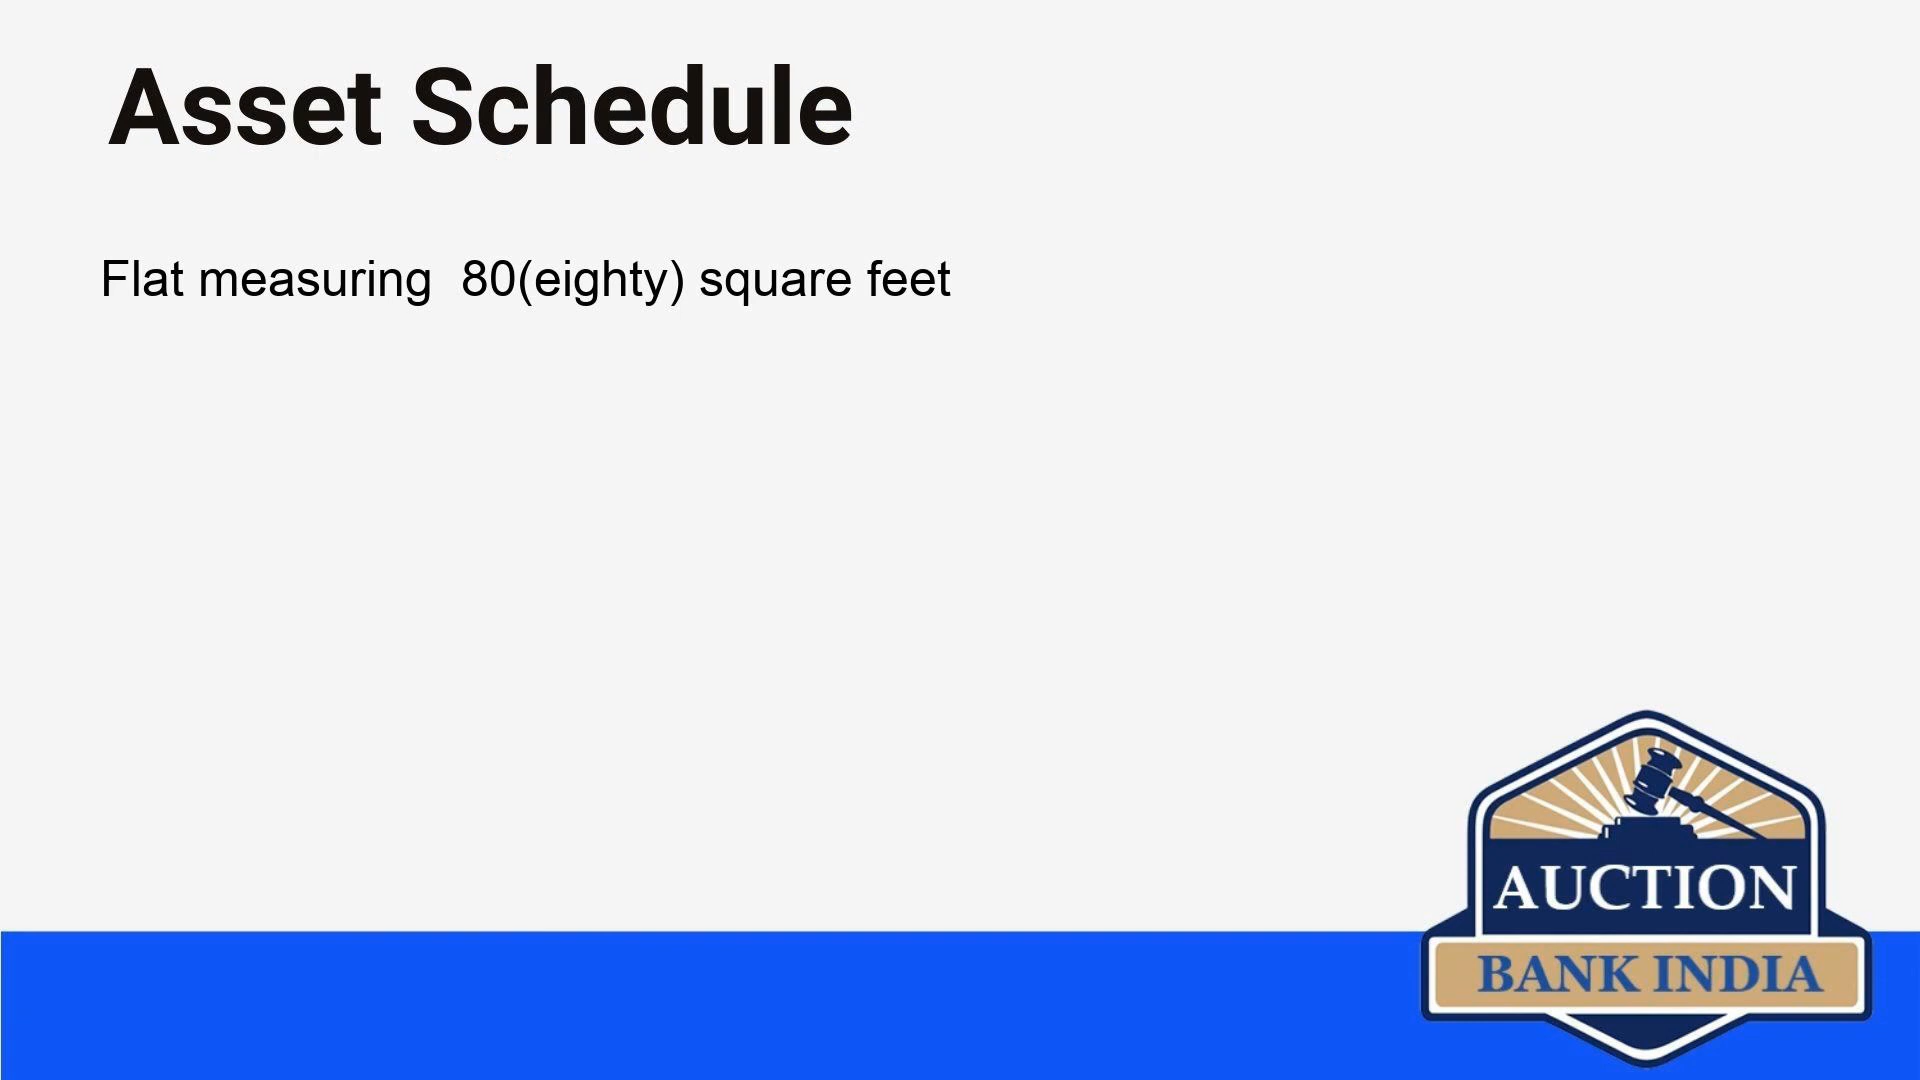 Asset Schedule
Flat measuring  80(eighty) square feet
AUCTION
BANK INDIA